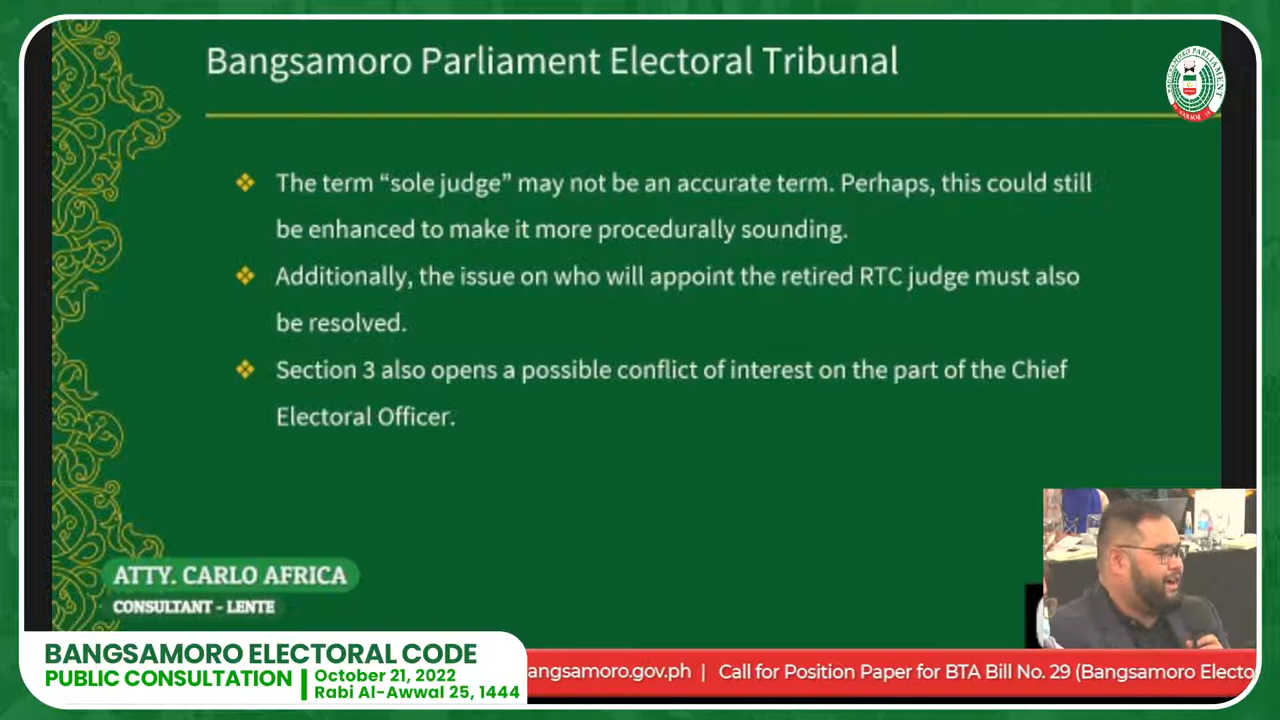 Bangsamoro Parliament Electoral Tribunal
The term “sole judge” may not be an accurate term. Perhaps, this could still
be enhanced to make it more procedurally sounding.
Additionally, the issue on who will appoint the retired RTC judge must also
be resolved.
Section 3 also opens a possible conflict of interest on the part of the Chief
Electoral Officer.
ATTY. CARLO AFRICA
CONSULTANT - LENTE
BANGSAMORO ELECTORAL CODE
PUBLIC CONSULTATION
October 21, 2022
Rabi Al-Awwal 25, 1444
angsamoro.gov.ph | Call for Position Paper for BTA Bill No. 29 (Bangsamoro Electo